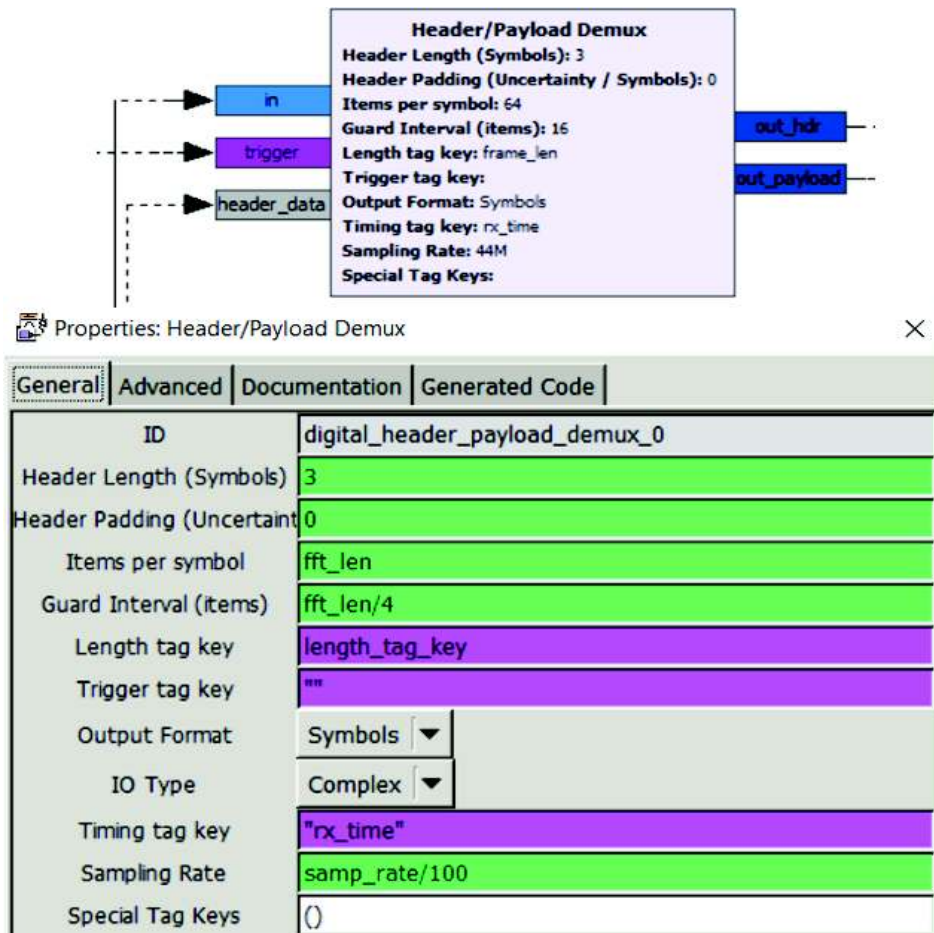 Header/Payload Demux
Header Length (Symbols): 3
Header Padding (Uncertainty / Symbols): 0
in
Items per symbol: 64
Guard Interval (items): 16
out_hdr
trigger
Length tag key: frame_len
Trigger tag key:
out_payload
header_data
Output Format: Symbols
Timing tag key: rx_time
Sampling Rate: 44M
Special Tag Keys:
Properties: Header/Payload Demux
General Advanced Documentation Generated Code
ID digital_header_payload_demux_0
Header Length (Symbols) 3
Header Padding (Uncertaint 0
Items per symbol fft_len
Guard Interval (items) fft_len/4
Length tag key length_tag_key
Trigger tag key ""
Output Format Symbols
IO Type Complex
Timing tag key "rx_time"
Sampling Rate samp_rate/100
Special Tag Keys ()